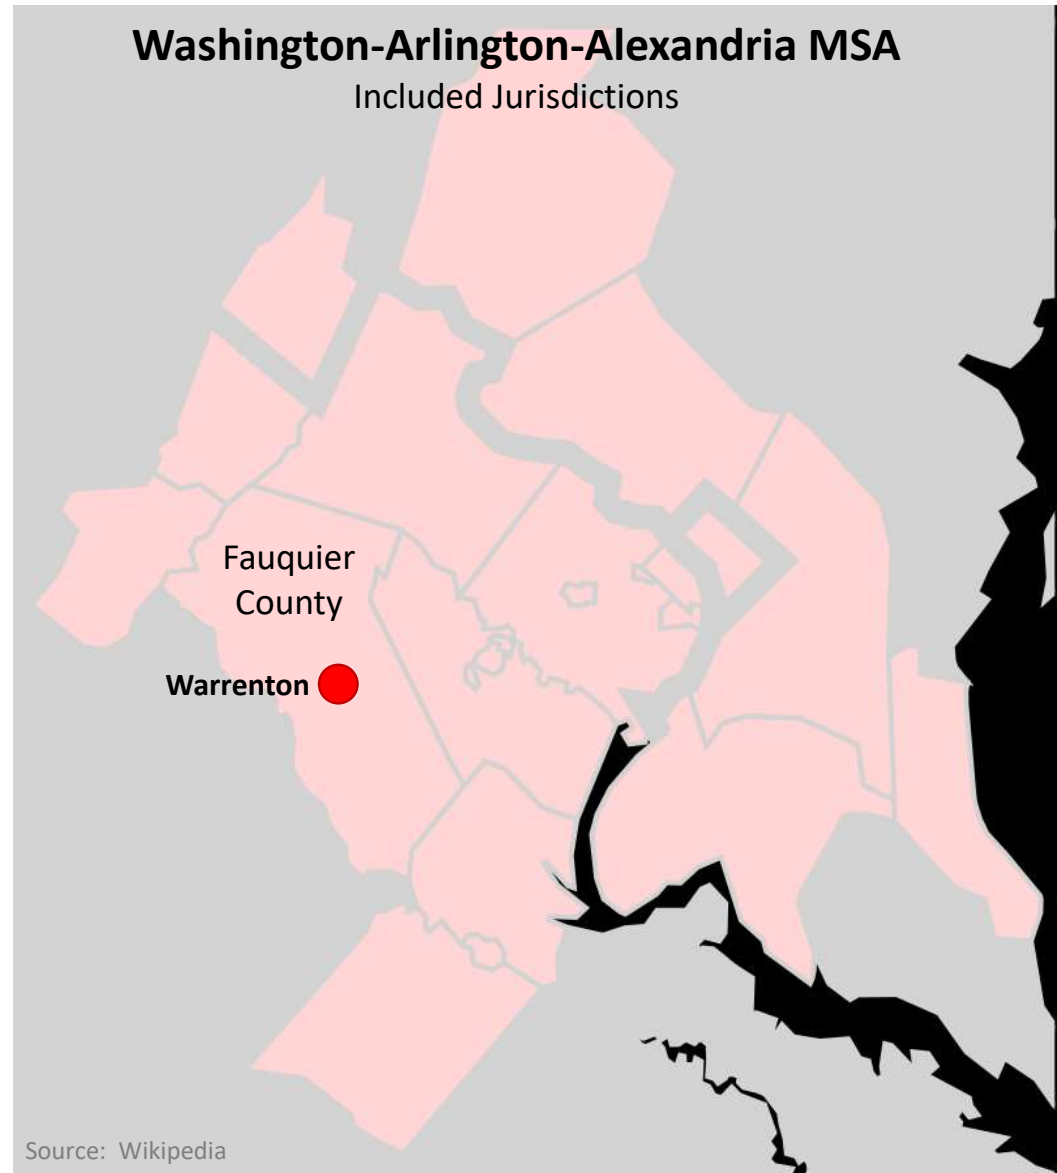 Washington-Arlington-Alexandria MSA
Included Jurisdictions
Fauquier
County
Warrenton
Source:  Wikipedia